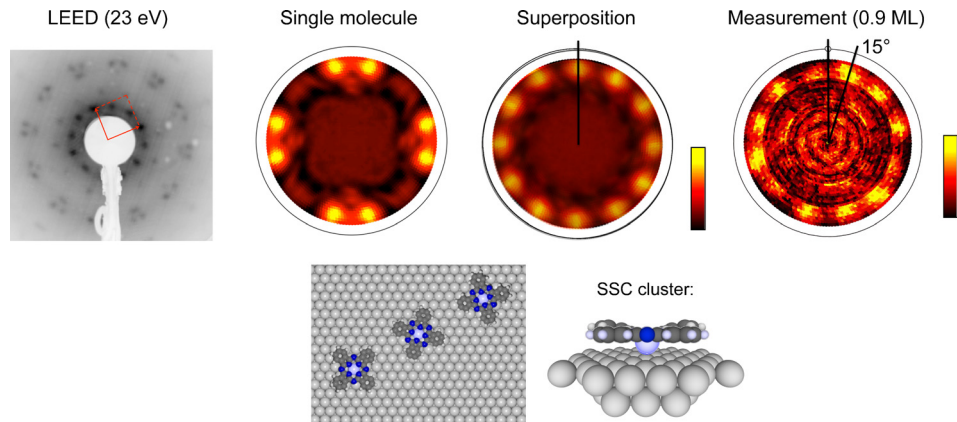 LEED (23 eV)
Single molecule
Superposition
Measurement (0.9 ML)
15°
SSC cluster: